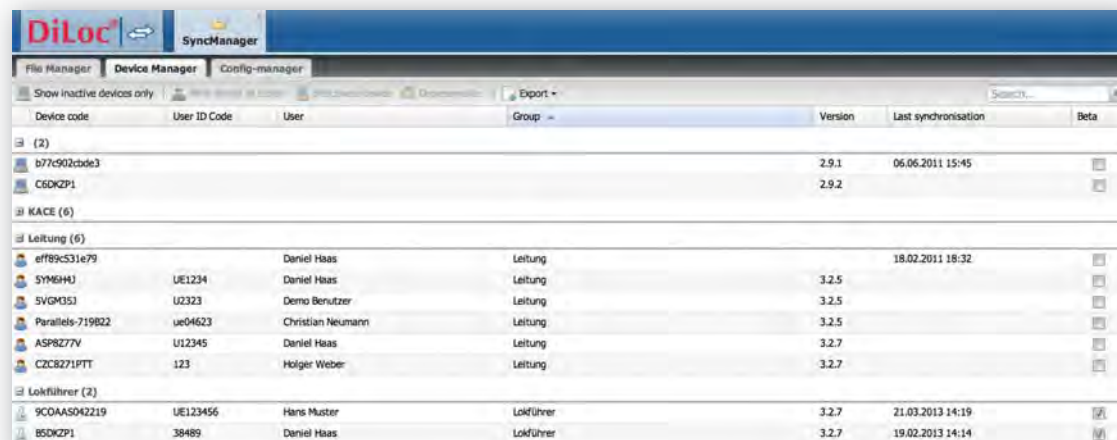 DiLoc®
SyncManager
File Manager Device Manager Config-manager
Show inactive devices only Export Search...
Device code User ID Code User Group Version Last synchronisation Beta
(2)
b77c902cbde3 2.9.1 06.06.2011 15:45
C6DKZP1 2.9.2
KACE (6)
Leitung (6)
eff89c531e79 Daniel Haas Leitung 18.02.2011 18:32
5YM6H4J UE1234 Daniel Haas Leitung 3.2.5
5VGM35J U2323 Demo Benutzer Leitung 3.2.5
Parallels-719B22 ue04623 Christian Neumann Leitung 3.2.5
ASP8Z77V U12345 Daniel Haas Leitung 3.2.7
CZC8271PTT 123 Holger Weber Leitung 3.2.7
Lokführer (2)
9COAAS042219 UE123456 Hans Muster Lokführer 3.2.7 21.03.2013 14:19
B5DKZP1 38489 Daniel Haas Lokführer 3.2.7 19.02.2013 14:14